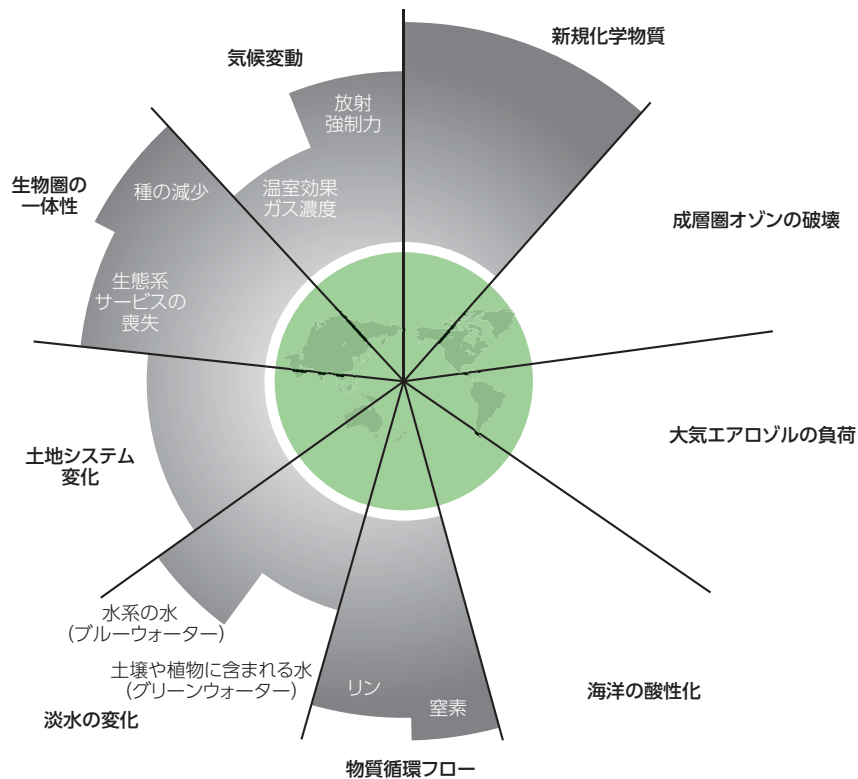 新規化学物質
気候変動
放射
強制力
温室効果
ガス濃度
種の減少
生物圏の
一体性
生態系
サービスの
喪失
成層圏オゾンの破壊
大気エアロゾルの負荷
土地システム
変化
水系の水
(ブルーウォーター)
土壌や植物に含まれる水
(グリーンウォーター)
淡水の変化
リン
窒素
海洋の酸性化
物質循環フロー